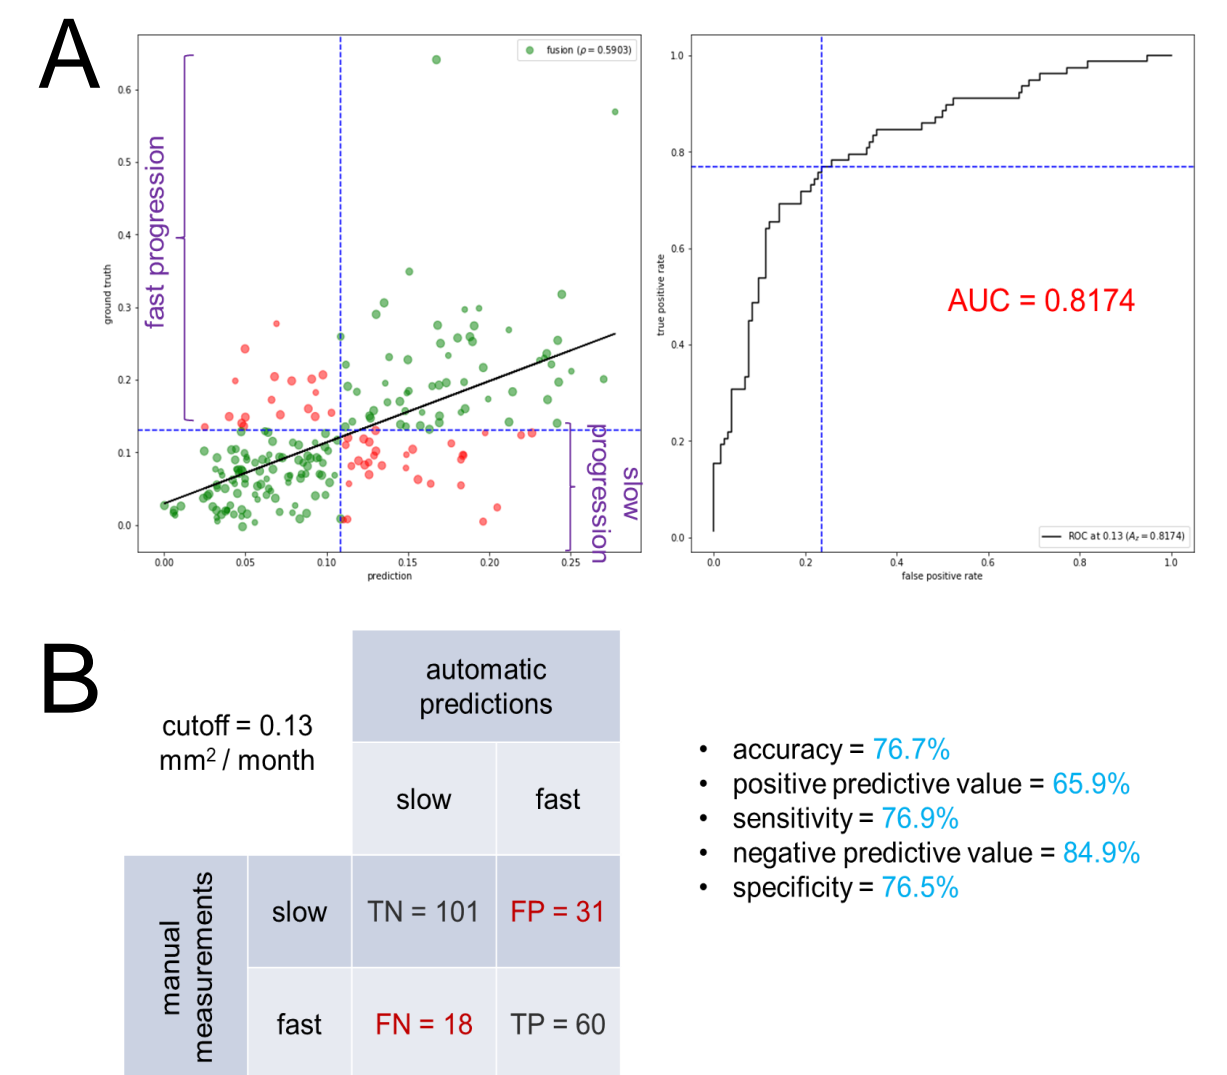 A
fusion (ρ = 0.5903)
fast progression
slow
progression
ground truth
0.6
0.5
0.4
0.3
0.2
0.1
0.0
0.00 0.05 0.10 0.15 0.20 0.25
prediction
true positive rate
1.0
0.8
0.6
0.4
0.2
0.0
AUC = 0.8174
ROC at 0.13 (Az = 0.8174)
0.0 0.2 0.4 0.6 0.8 1.0
false positive rate
B
cutoff = 0.13
mm² / month
automatic
predictions
slow fast
manual
measurements
slow TN = 101 FP = 31
fast FN = 18 TP = 60
• accuracy = 76.7%
• positive predictive value = 65.9%
• sensitivity = 76.9%
• negative predictive value = 84.9%
• specificity = 76.5%